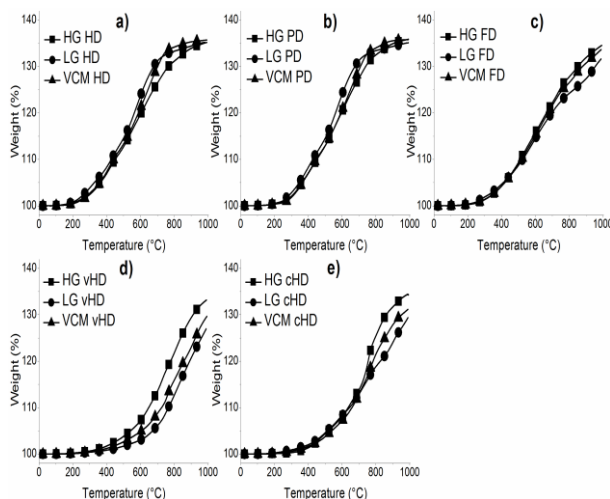 a)
HG HD
LG HD
VCM HD
Weight (%)
140
130
120
110
100
0 200 400 600 800 1000
Temperature (°C)
b)
HG PD
LG PD
VCM PD
Weight (%)
140
130
120
110
100
0 200 400 600 800 1000
Temperature (°C)
c)
HG FD
LG FD
VCM FD
Weight (%)
140
130
120
110
100
0 200 400 600 800 1000
Temperature (°C)
d)
HG vHD
LG vHD
VCM vHD
Weight (%)
140
130
120
110
100
0 200 400 600 800 1000
Temperature (°C)
e)
HG cHD
LG cHD
VCM cHD
Weight (%)
140
130
120
110
100
0 200 400 600 800 1000
Temperature (°C)